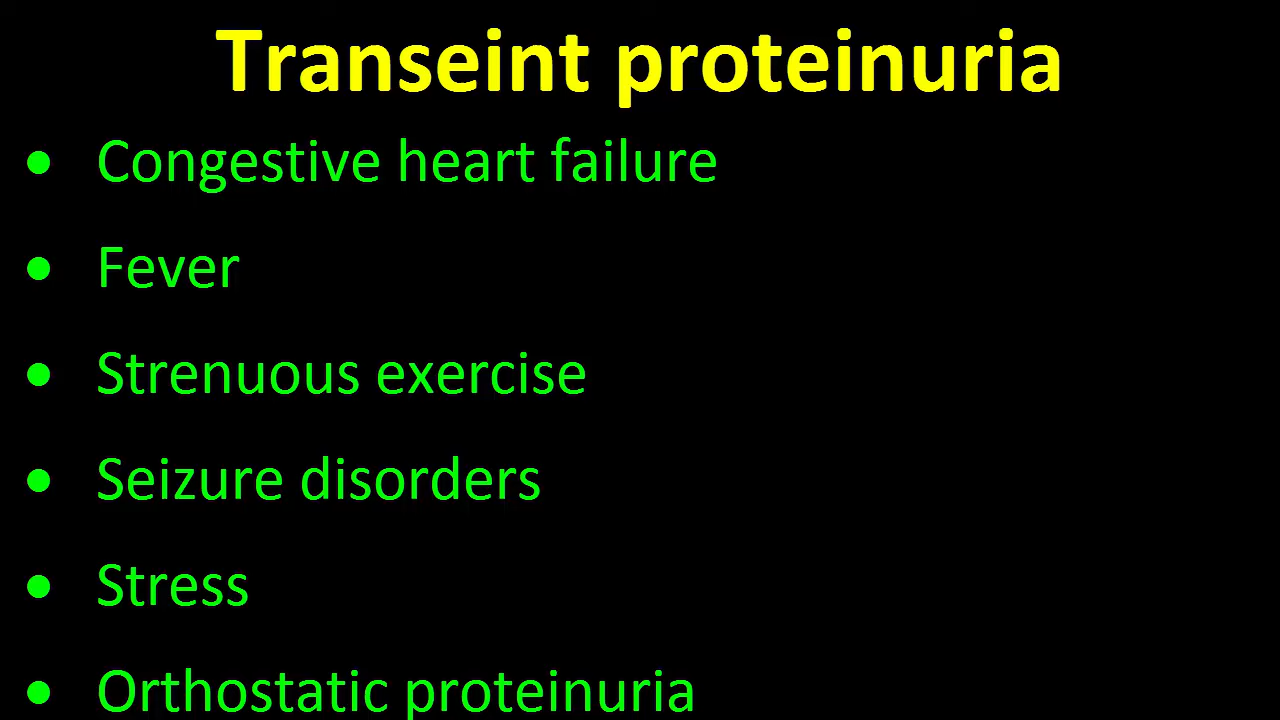 Transeint proteinuria
• Congestive heart failure
• Fever
• Strenuous exercise
• Seizure disorders
• Stress
• Orthostatic proteinuria